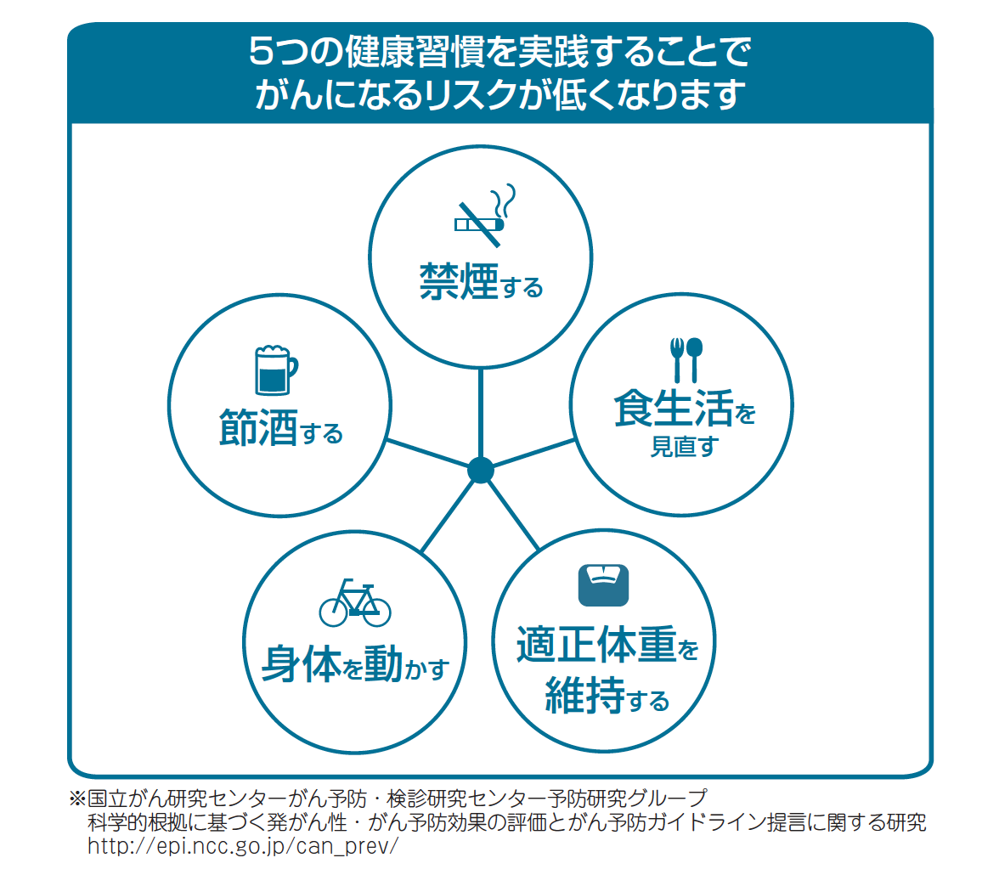 5つの健康習慣を実践することで
がんになるリスクが低くなります
禁煙する
節酒する
食生活を
見直す
身体を動かす
適正体重を
維持する
※国立がん研究センターがん予防・検診研究センター予防研究グループ
科学的根拠に基づく発がん性・がん予防効果の評価とがん予防ガイドライン提言に関する研究
http://epi.ncc.go.jp/can_prev/